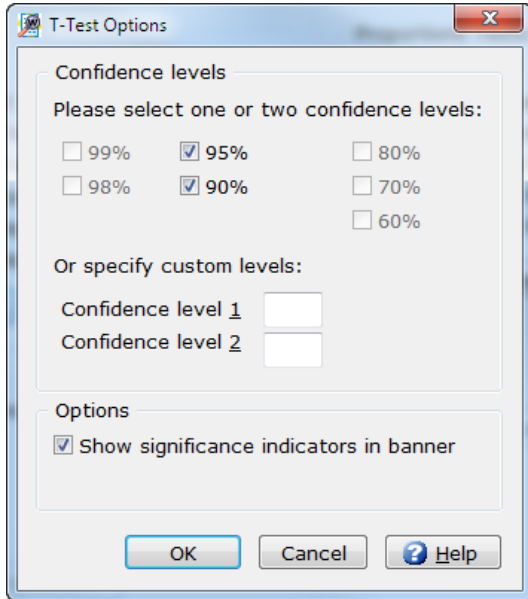 T-Test Options
Confidence levels
Please select one or two confidence levels:
99% 95% 80%
98% 90% 70%
60%
Or specify custom levels:
Confidence level 1
Confidence level 2
Options
Show significance indicators in banner
OK Cancel Help